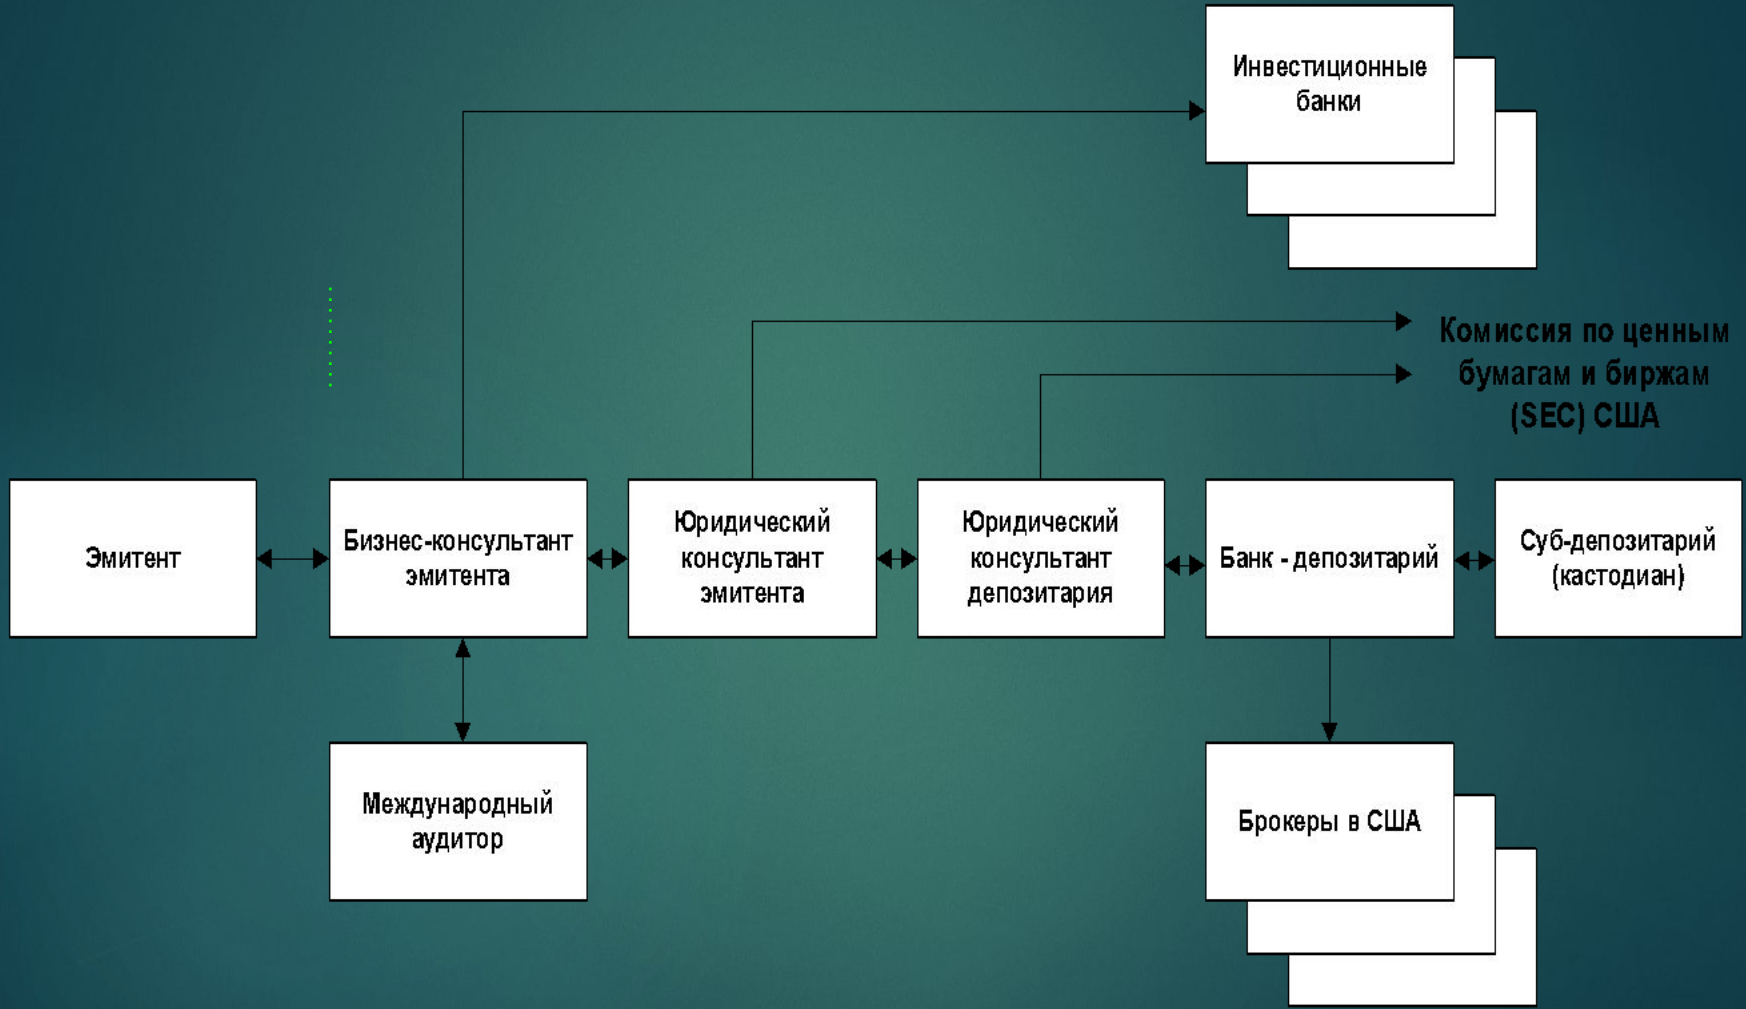 Инвестиционные
банки
Комиссия по ценным
бумагам и биржам
(SEC) США
Эмитент
Бизнес-консультант
эмитента
Юридический
консультант
эмитента
Юридический
консультант
депозитария
Банк - депозитарий
Суб-депозитарий
(кастодиан)
Международный
аудитор
Брокеры в США